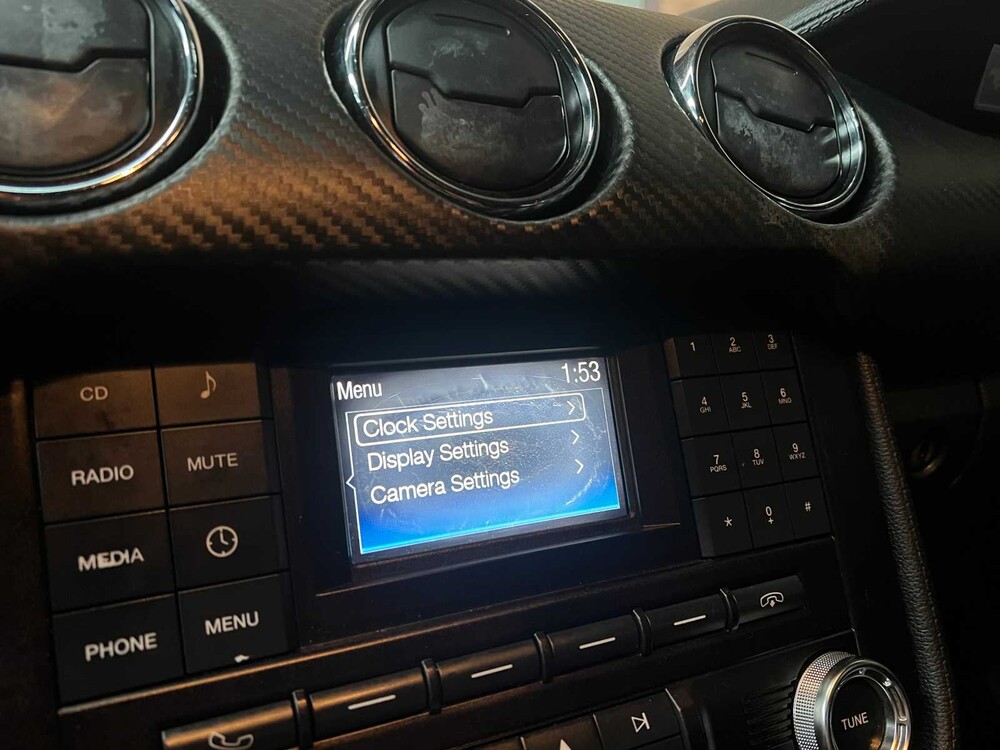 Menu 1:53
Clock Settings
Display Settings
Camera Settings
CD
RADIO MUTE
MEDIA
PHONE MENU
1 2 ABC 3 DEF
4 GHI 5 JKL 6 MNO
7 PQRS 8 TUV 9 WXYZ
* 0 + #
TUNE